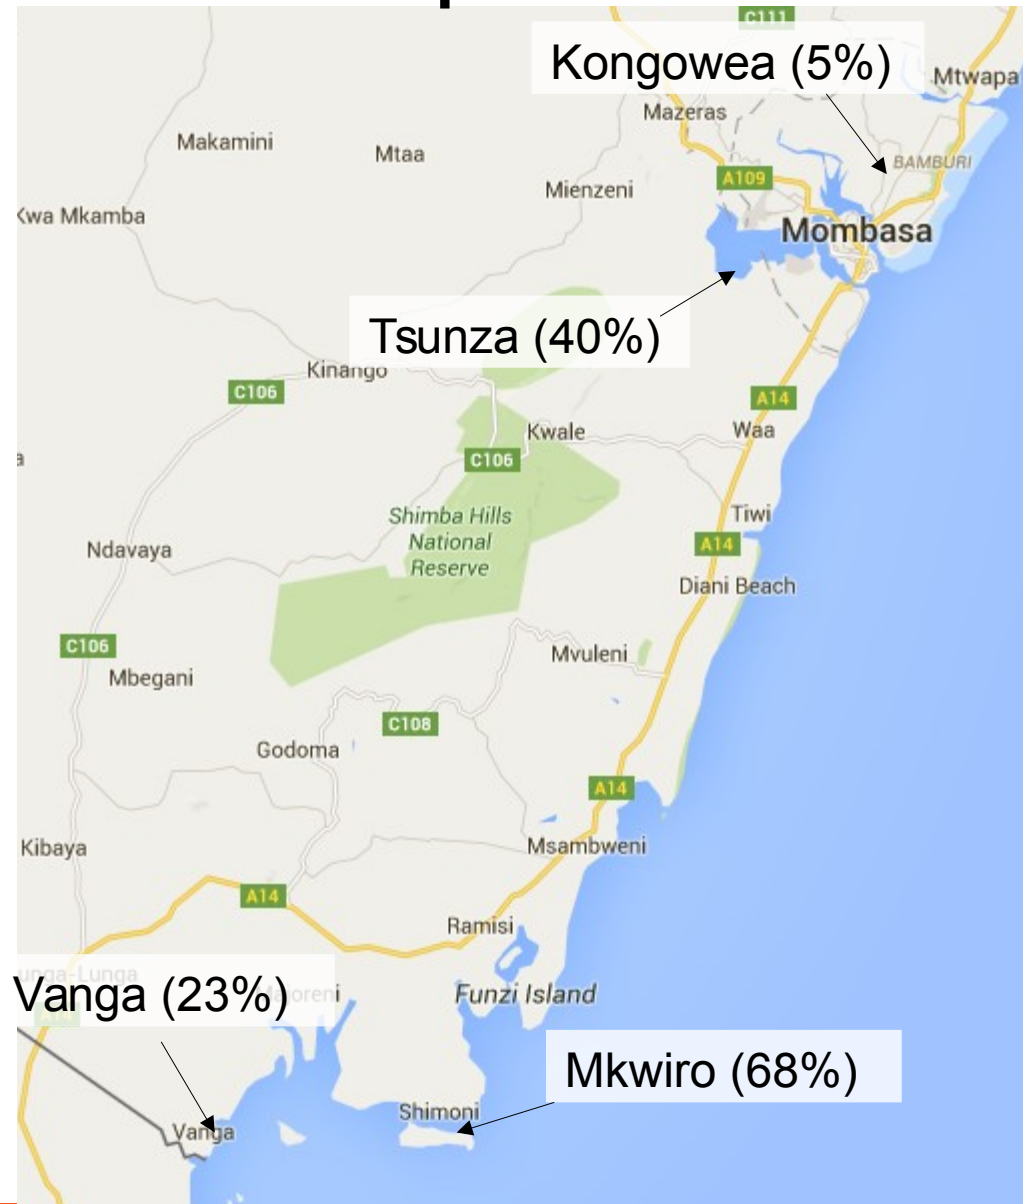 C111
Kongowea (5%)
Mtwapa
Mazeras
Makamini
Mtaa
BAMBURI
A109
Mienzeni
Kwa Mkamba
Mombasa
Tsunza (40%)
Kinango
C106
A14
Kwale
Waa
C106
Shimba Hills
National
Reserve
Tiwi
Ndavaya
A14
Diani Beach
C106
Mvuleni
Mbegani
C108
Godoma
A14
Kibaya
Msambweni
A14
Ramisi
Vanga (23%)
Funzi Island
Mkwiro (68%)
Shimoni
Vanga